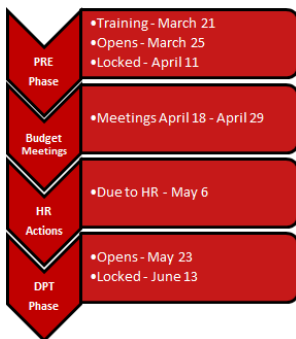 PRE
Phase
•Training - March 21
•Opens - March 25
•Locked - April 11
Budget
Meetings
•Meetings April 18 - April 29
HR
Actions
•Due to HR - May 6
DPT
Phase
•Opens - May 23
•Locked - June 13